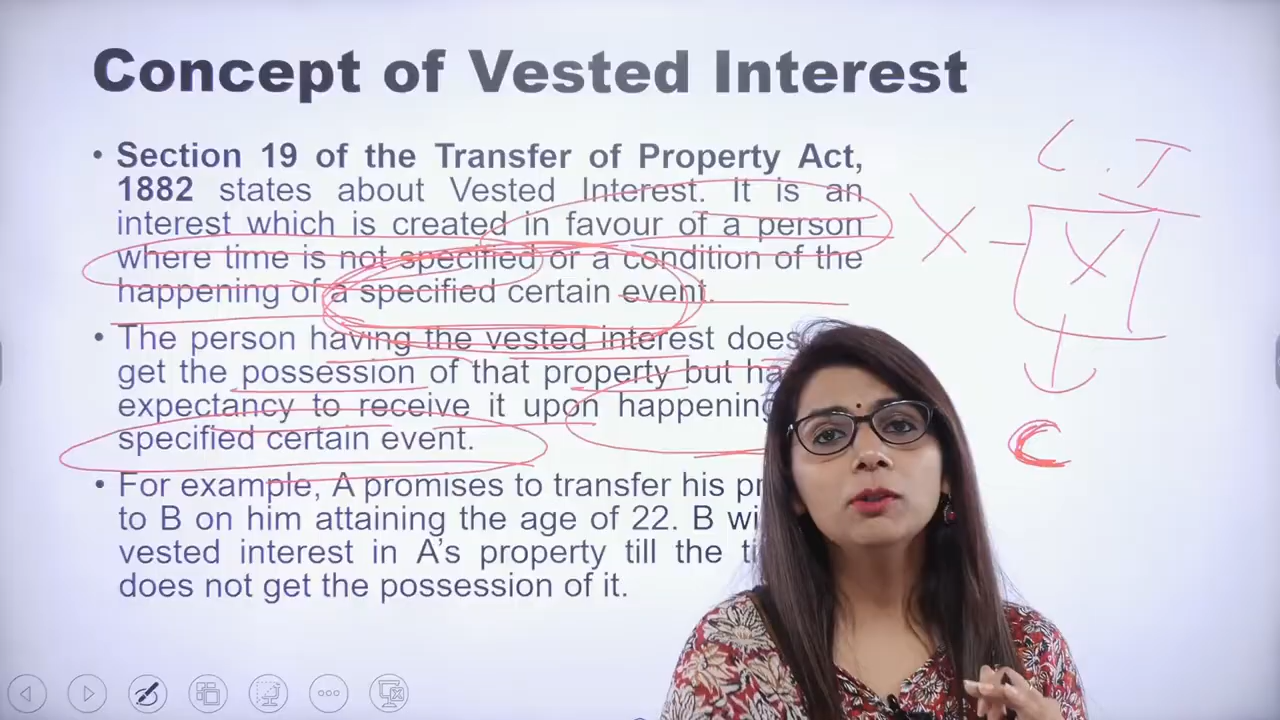 Concept of Vested Interest
• Section 19 of the Transfer of Property Act,
1882 states about Vested Interest. It is an
interest which is created in favour of a person
where time is not specified or a condition of the
happening of a specified certain event.
• The person having the vested interest does
get the possession of that property but
expectancy to receive it upon happening
specified certain event.
• For example, A promises to transfer his
to B on him attaining the age of 22. B
vested interest in A's property till the
does not get the possession of it.
C.I
X
X
C